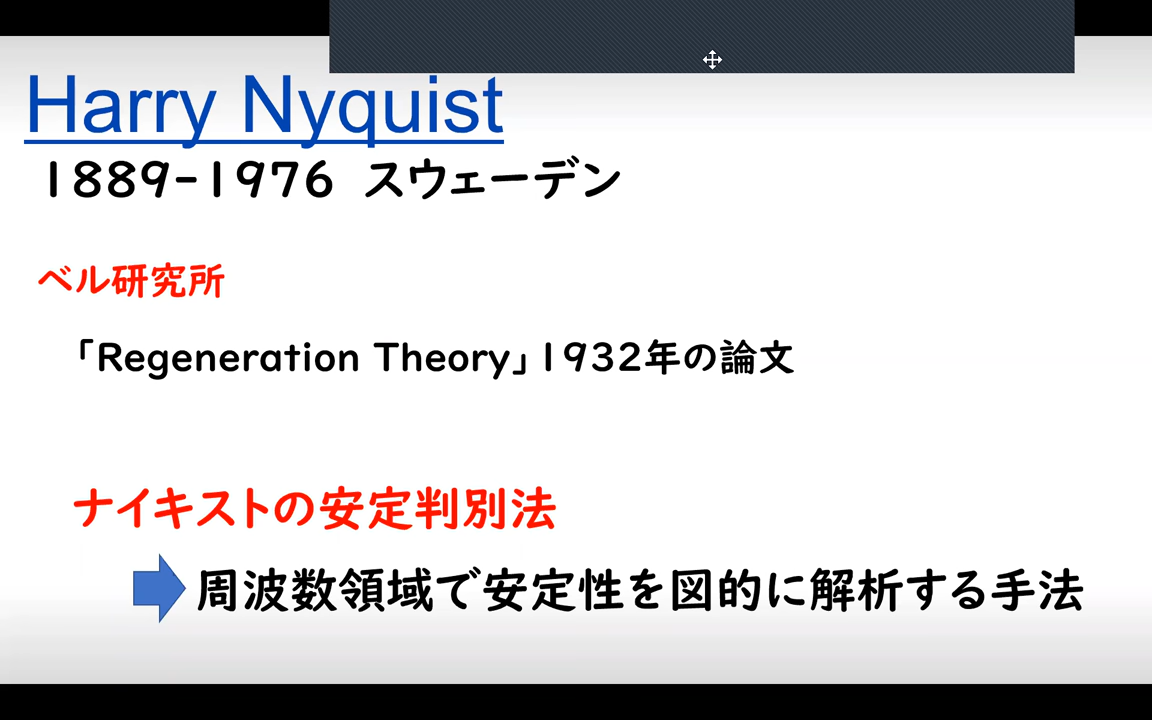 Harry Nyquist
1889-1976 スウェーデン
ベル研究所
「Regeneration Theory」1932年の論文
ナイキストの安定判別法
周波数領域で安定性を図的に解析する手法